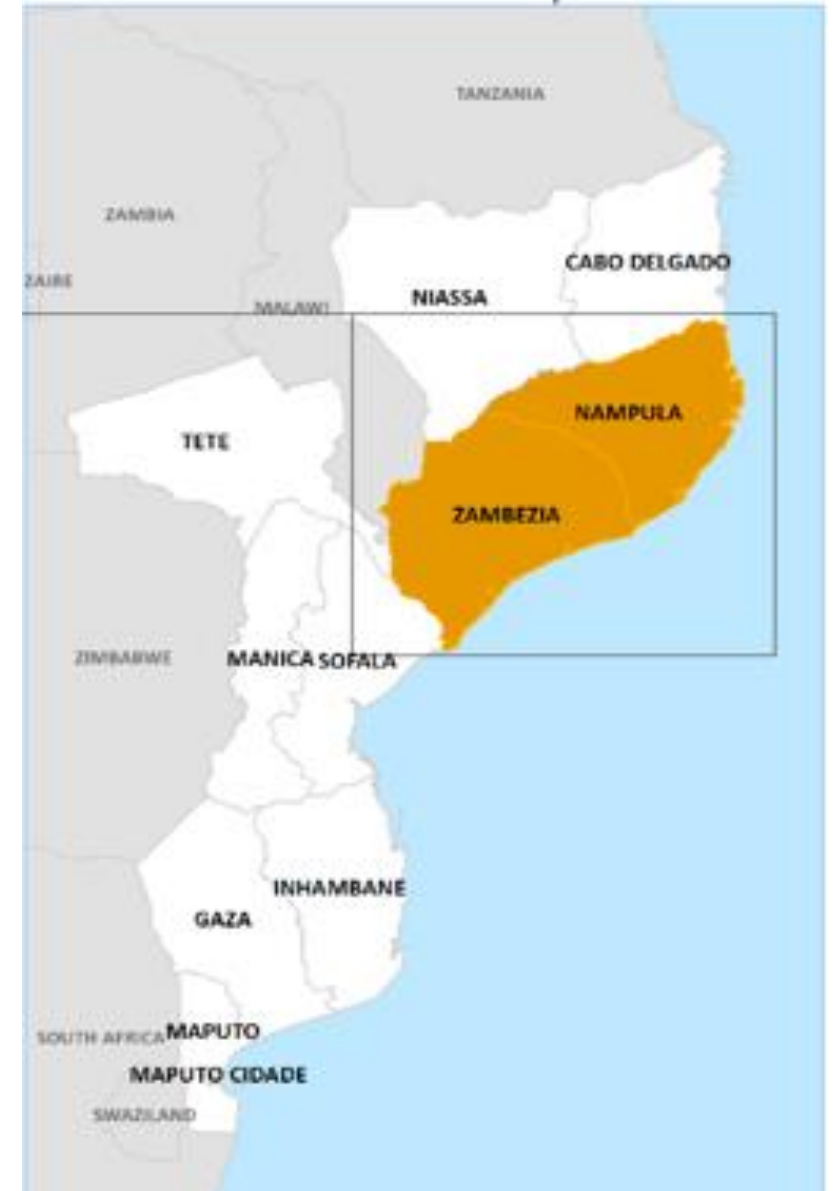 TANZANIA
ZAMBIA
CABO DELGADO
ZAIRE
NIASSA
MALAWI
NAMPULA
TETE
ZAMBEZIA
ZIMBABWE
MANICA
SOFALA
INHAMBANE
GAZA
SOUTH AFRICA
MAPUTO
MAPUTO CIDADE
SWAZILAND